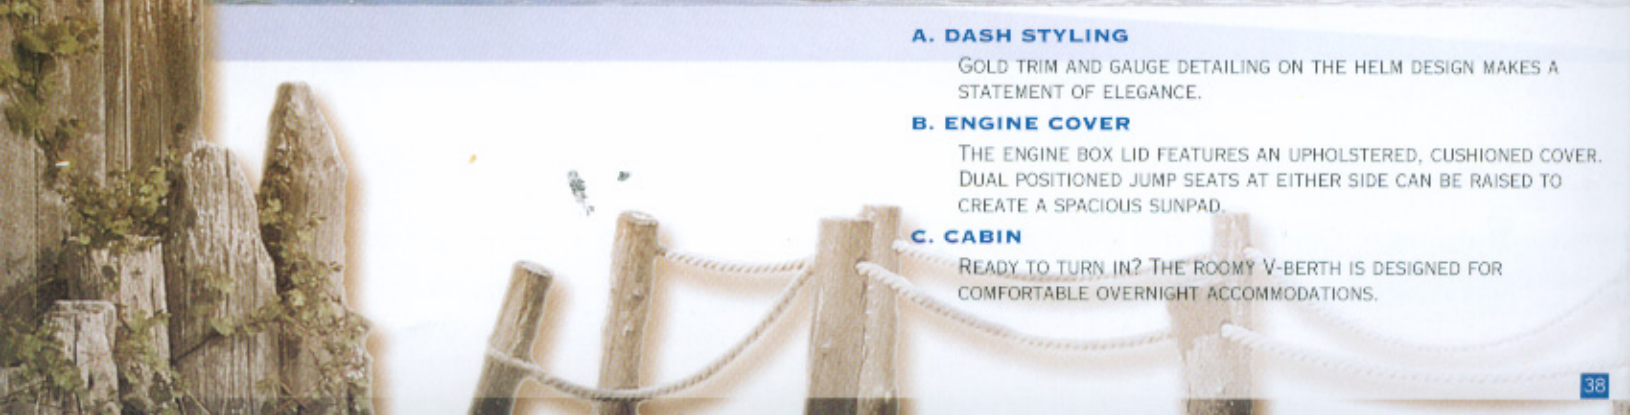 A. DASH STYLING
GOLD TRIM AND GAUGE DETAILING ON THE HELM DESIGN MAKES A
STATEMENT OF ELEGANCE.
B. ENGINE COVER
THE ENGINE BOX LID FEATURES AN UPHOLSTERED, CUSHIONED COVER.
DUAL POSITIONED JUMP SEATS AT EITHER SIDE CAN BE RAISED TO
CREATE A SPACIOUS SUNPAD.
C. CABIN
READY TO TURN IN? THE ROOMY V-BERTH IS DESIGNED FOR
COMFORTABLE OVERNIGHT ACCOMMODATIONS.
38